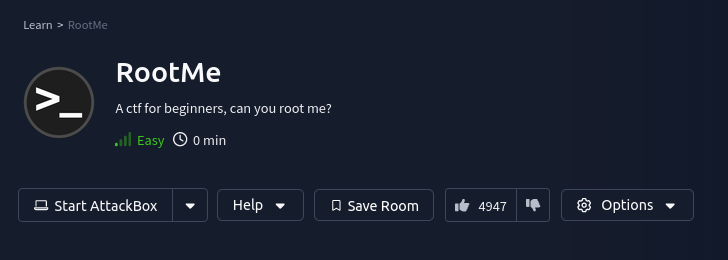 Learn > RootMe
RootMe
A ctf for beginners, can you root me?
Easy 0 min
Start AttackBox Help Save Room 4947 Options